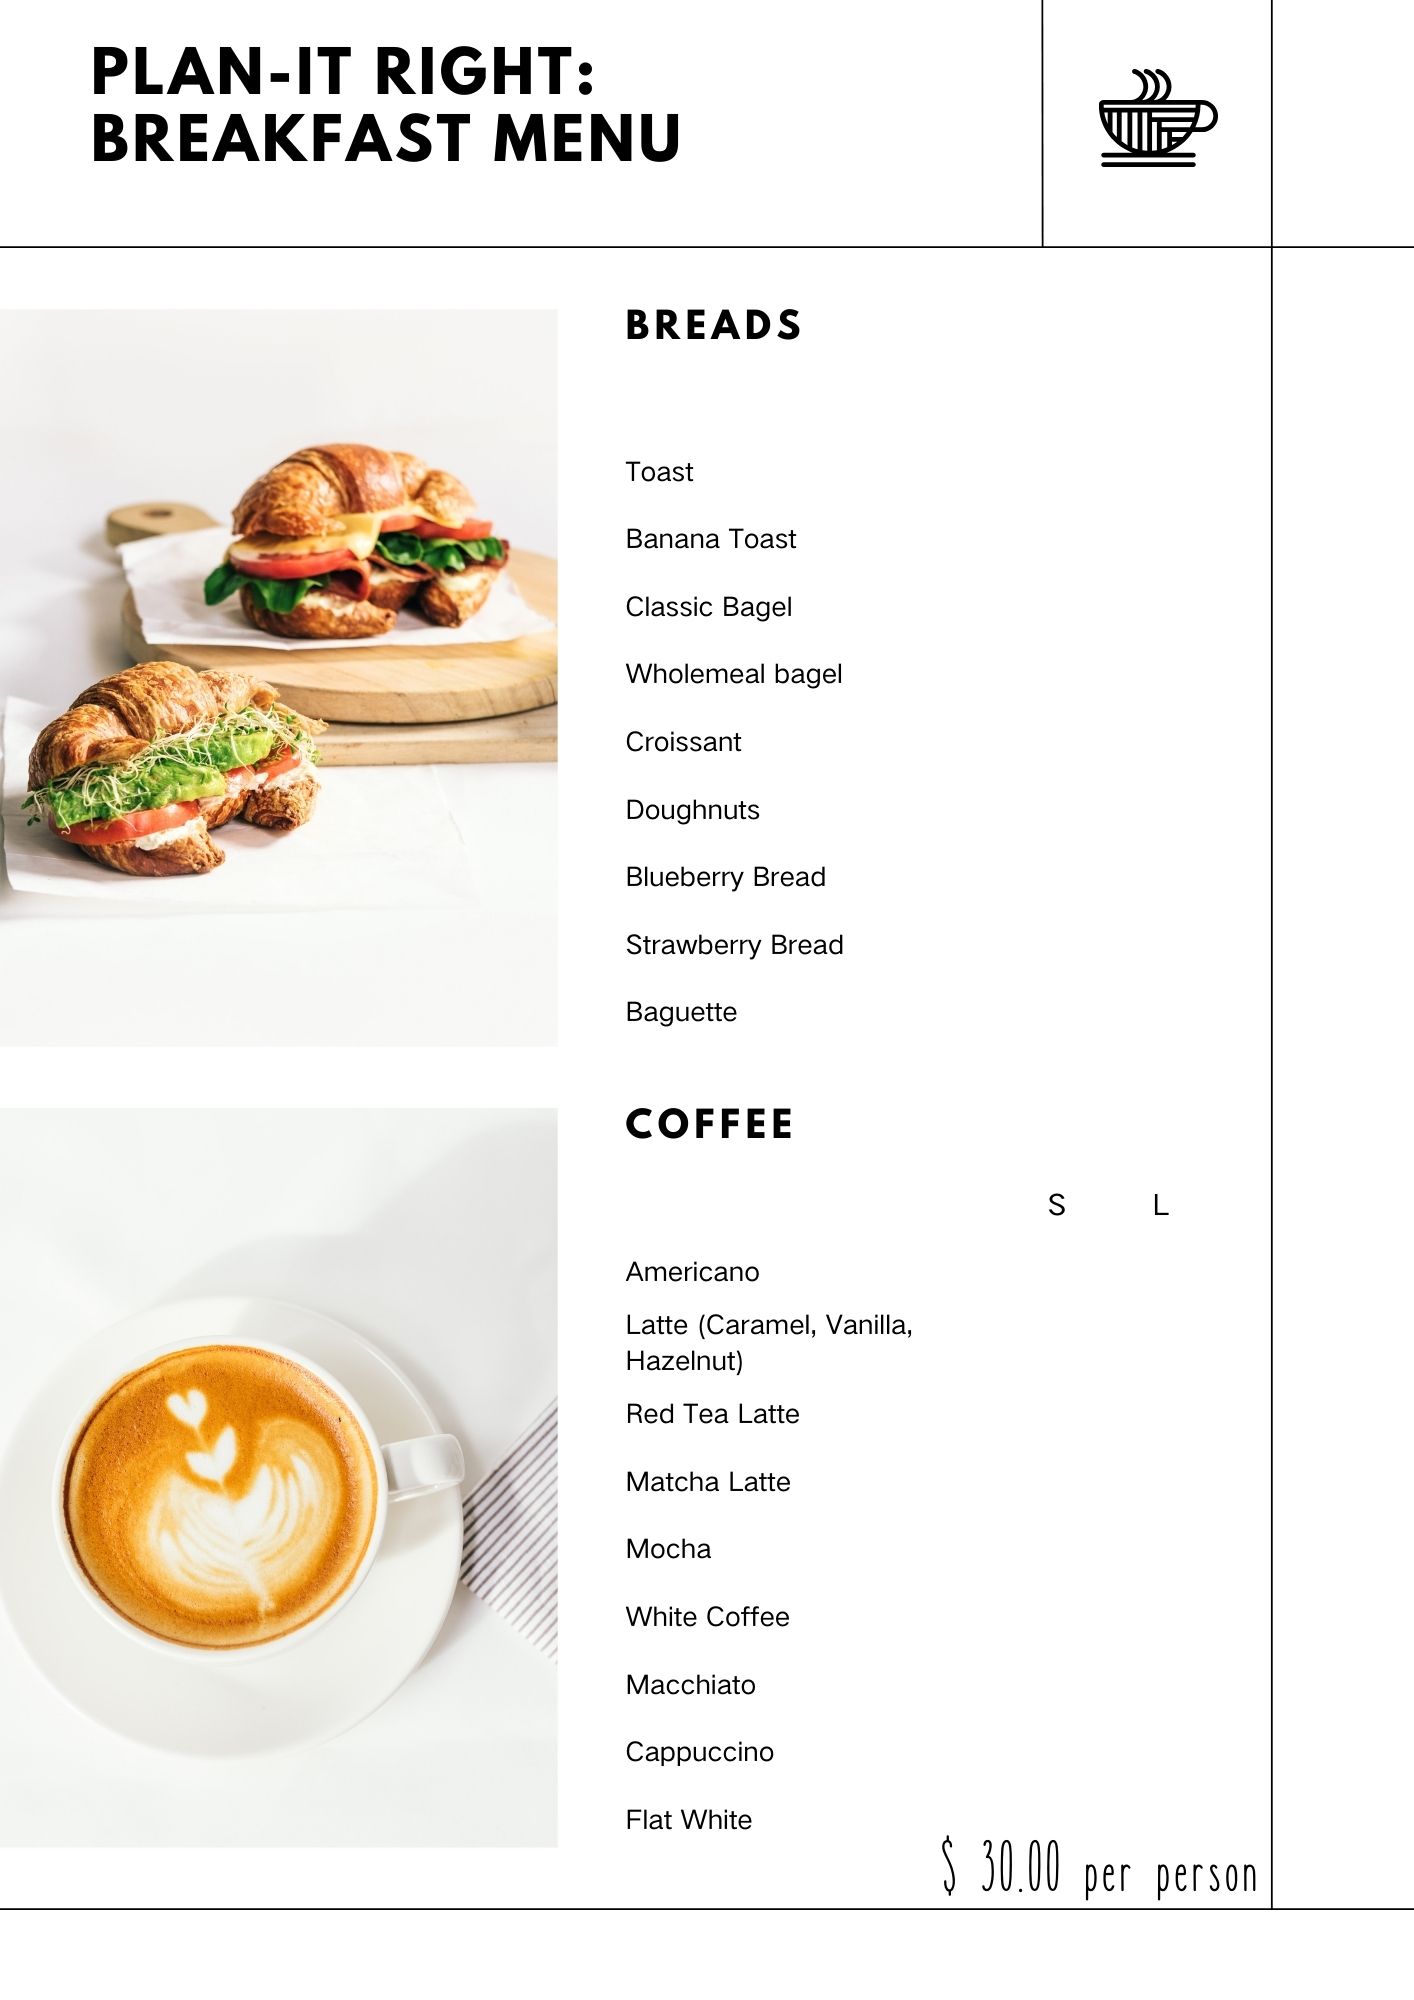 PLAN-IT RIGHT:
BREAKFAST MENU
BREADS
Toast
Banana Toast
Classic Bagel
Wholemeal bagel
Croissant
Doughnuts
Blueberry Bread
Strawberry Bread
Baguette
COFFEE
S L
Americano
Latte (Caramel, Vanilla,
Hazelnut)
Red Tea Latte
Matcha Latte
Mocha
White Coffee
Macchiato
Cappuccino
Flat White
$ 30.00 per person